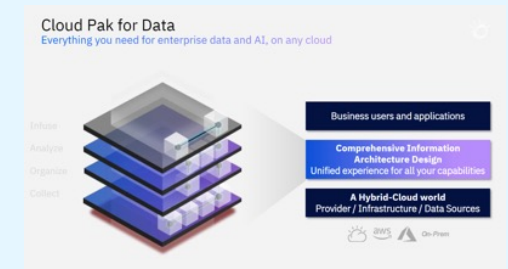 Cloud Pak for Data
Everything you need for enterprise data and AI, on any cloud
Infuse
Analyze
Organize
Collect
Business users and applications
Comprehensive Information
Architecture Design
Unified experience for all your capabilities
A Hybrid-Cloud world
Provider / Infrastructure / Data Sources
aws
On-Prem